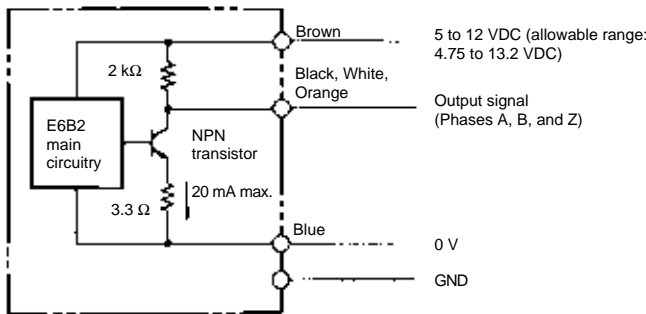 Brown
5 to 12 VDC (allowable range:
4.75 to 13.2 VDC)
2 kΩ
Black, White,
Orange
Output signal
(Phases A, B, and Z)
E6B2
main
circuitry
NPN
transistor
20 mA max.
3.3 Ω
Blue
0 V
GND